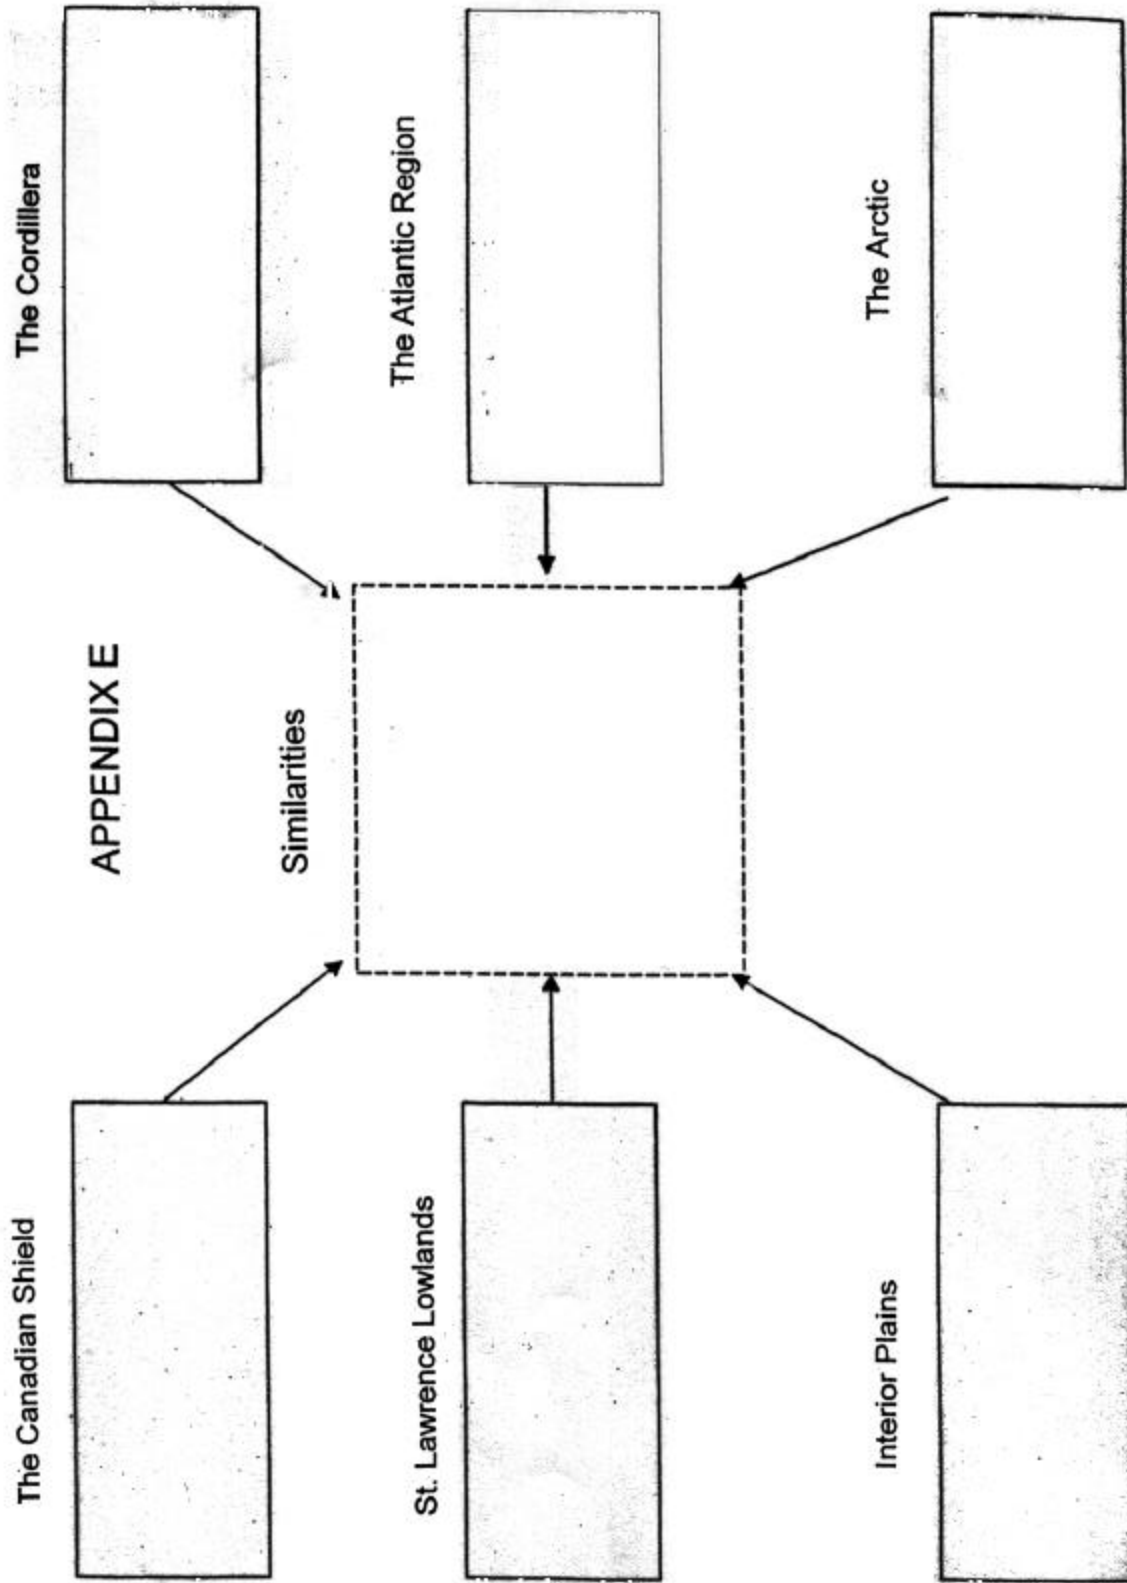 APPENDIX E
The Canadian Shield
Similarities
The Cordillera
St. Lawrence Lowlands
The Atlantic Region
Interior Plains
The Arctic